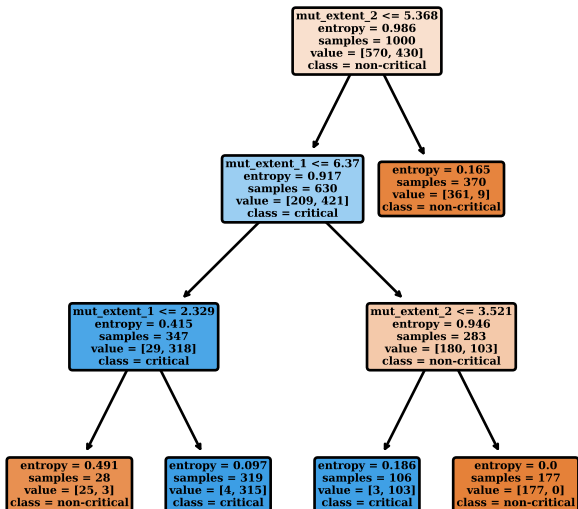 mut_extent_2 <= 5.368
entropy = 0.986
samples = 1000
value = [570, 430]
class = non-critical
mut_extent_1 <= 6.37
entropy = 0.917
samples = 630
value = [209, 421]
class = critical
entropy = 0.165
samples = 370
value = [361, 9]
class = non-critical
mut_extent_1 <= 2.329
entropy = 0.415
samples = 347
value = [29, 318]
class = critical
mut_extent_2 <= 3.521
entropy = 0.946
samples = 283
value = [180, 103]
class = non-critical
entropy = 0.491
samples = 28
value = [25, 3]
class = non-critical
entropy = 0.097
samples = 319
value = [4, 315]
class = critical
entropy = 0.186
samples = 106
value = [3, 103]
class = critical
entropy = 0.0
samples = 177
value = [177, 0]
class = non-critical